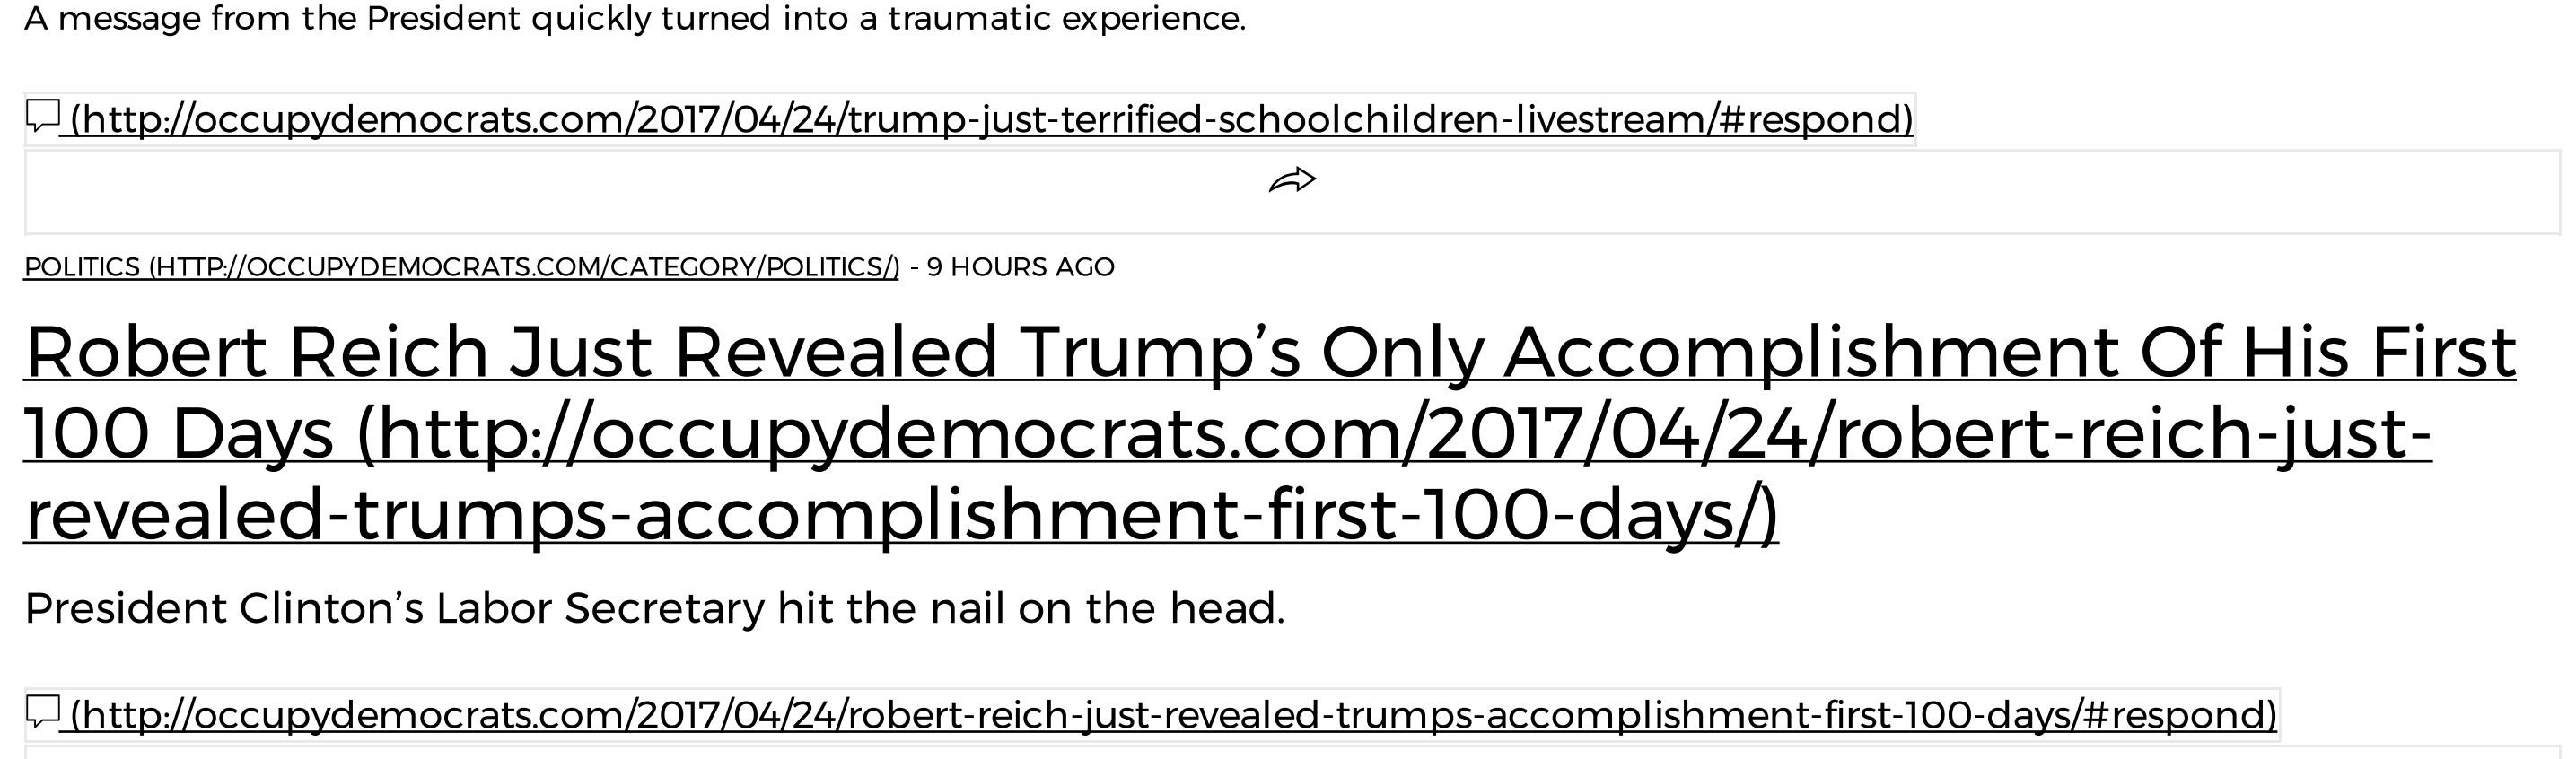 A message from the President quickly turned into a traumatic experience.
(http://occupydemocrats.com/2017/04/24/trump-just-terrified-schoolchildren-livestream/#respond)
POLITICS (HTTP://OCCUPYDEMOCRATS.COM/CATEGORY/POLITICS/) - 9 HOURS AGO
Robert Reich Just Revealed Trump’s Only Accomplishment Of His First
100 Days (http://occupydemocrats.com/2017/04/24/robert-reich-just-
revealed-trumps-accomplishment-first-100-days/)
President Clinton’s Labor Secretary hit the nail on the head.
(http://occupydemocrats.com/2017/04/24/robert-reich-just-revealed-trumps-accomplishment-first-100-days/#respond)